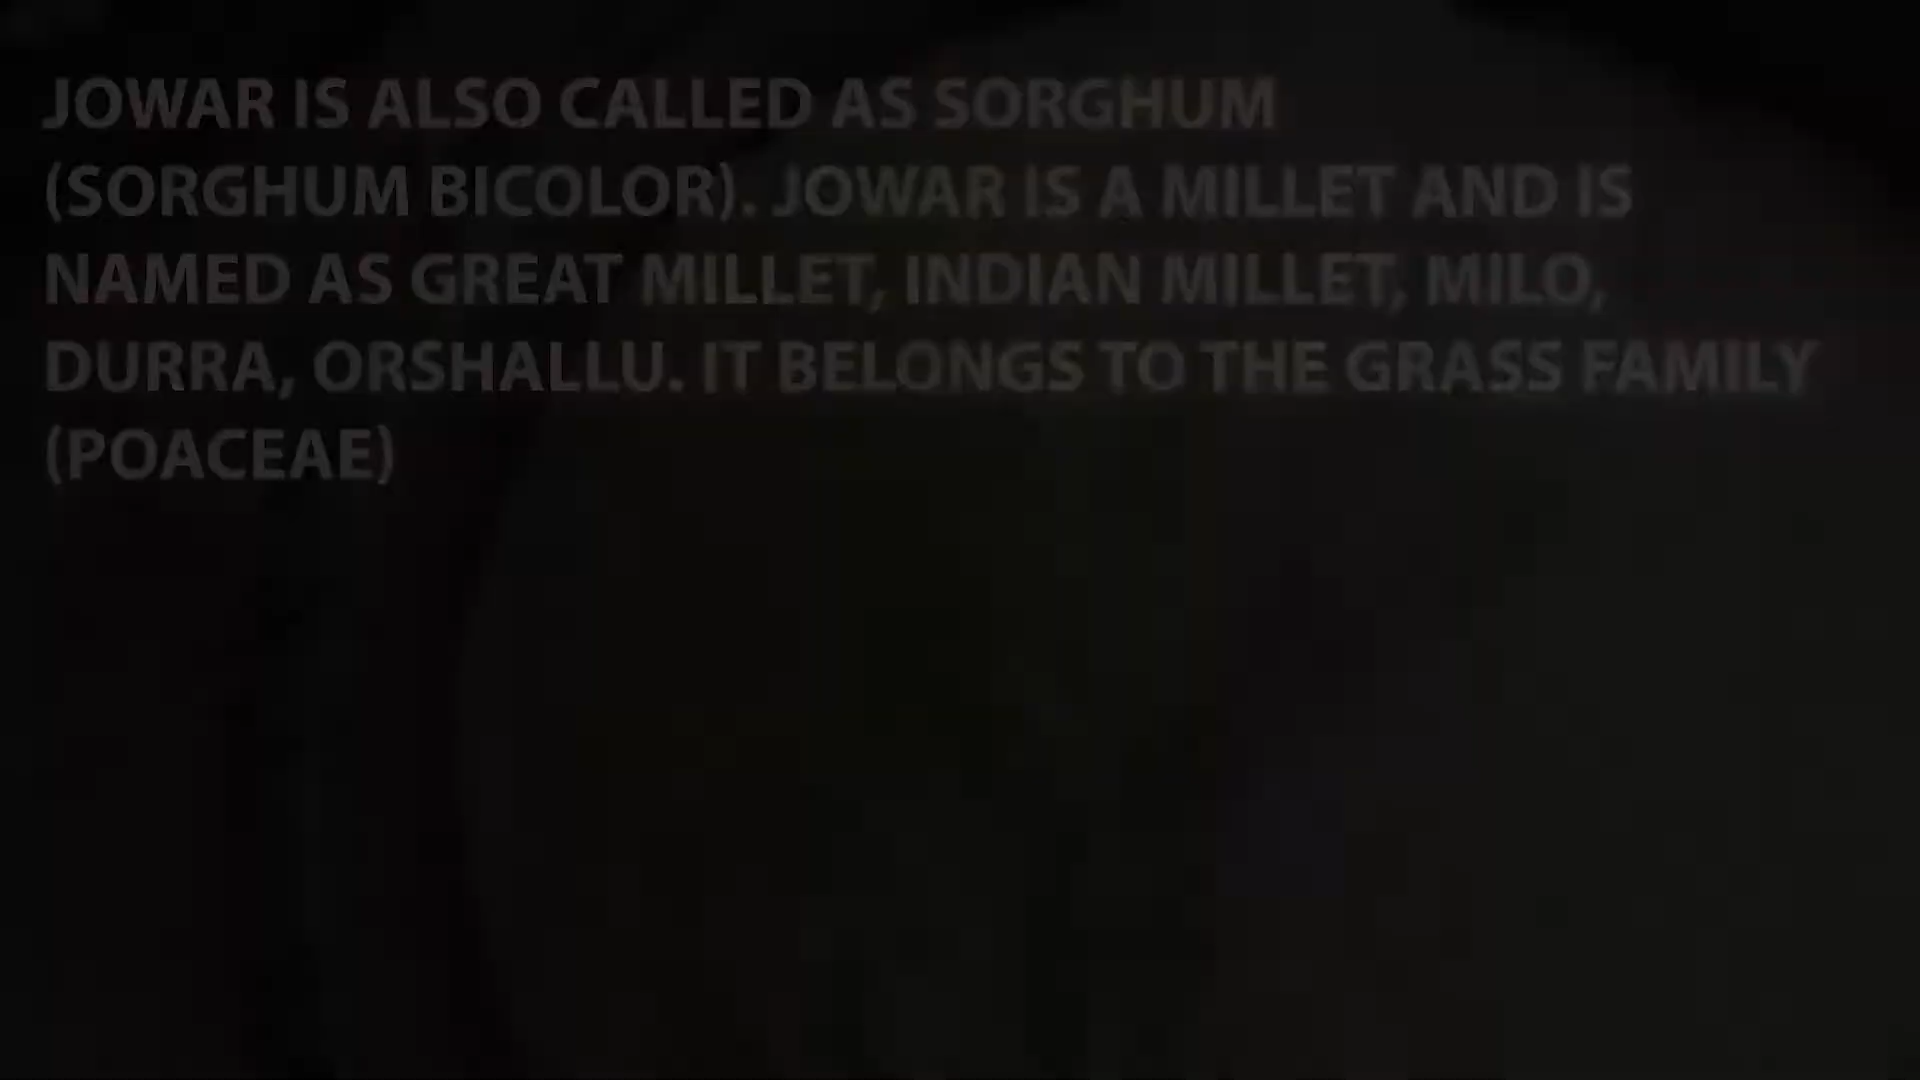 JOWAR IS ALSO CALLED AS SORGHUM
(SORGHUM BICOLOR). JOWAR IS A MILLET AND IS
NAMED AS GREAT MILLET, INDIAN MILLET, MILO,
DURRA, ORSHALLU. IT BELONGS TO THE GRASS FAMILY
(POACEAE)